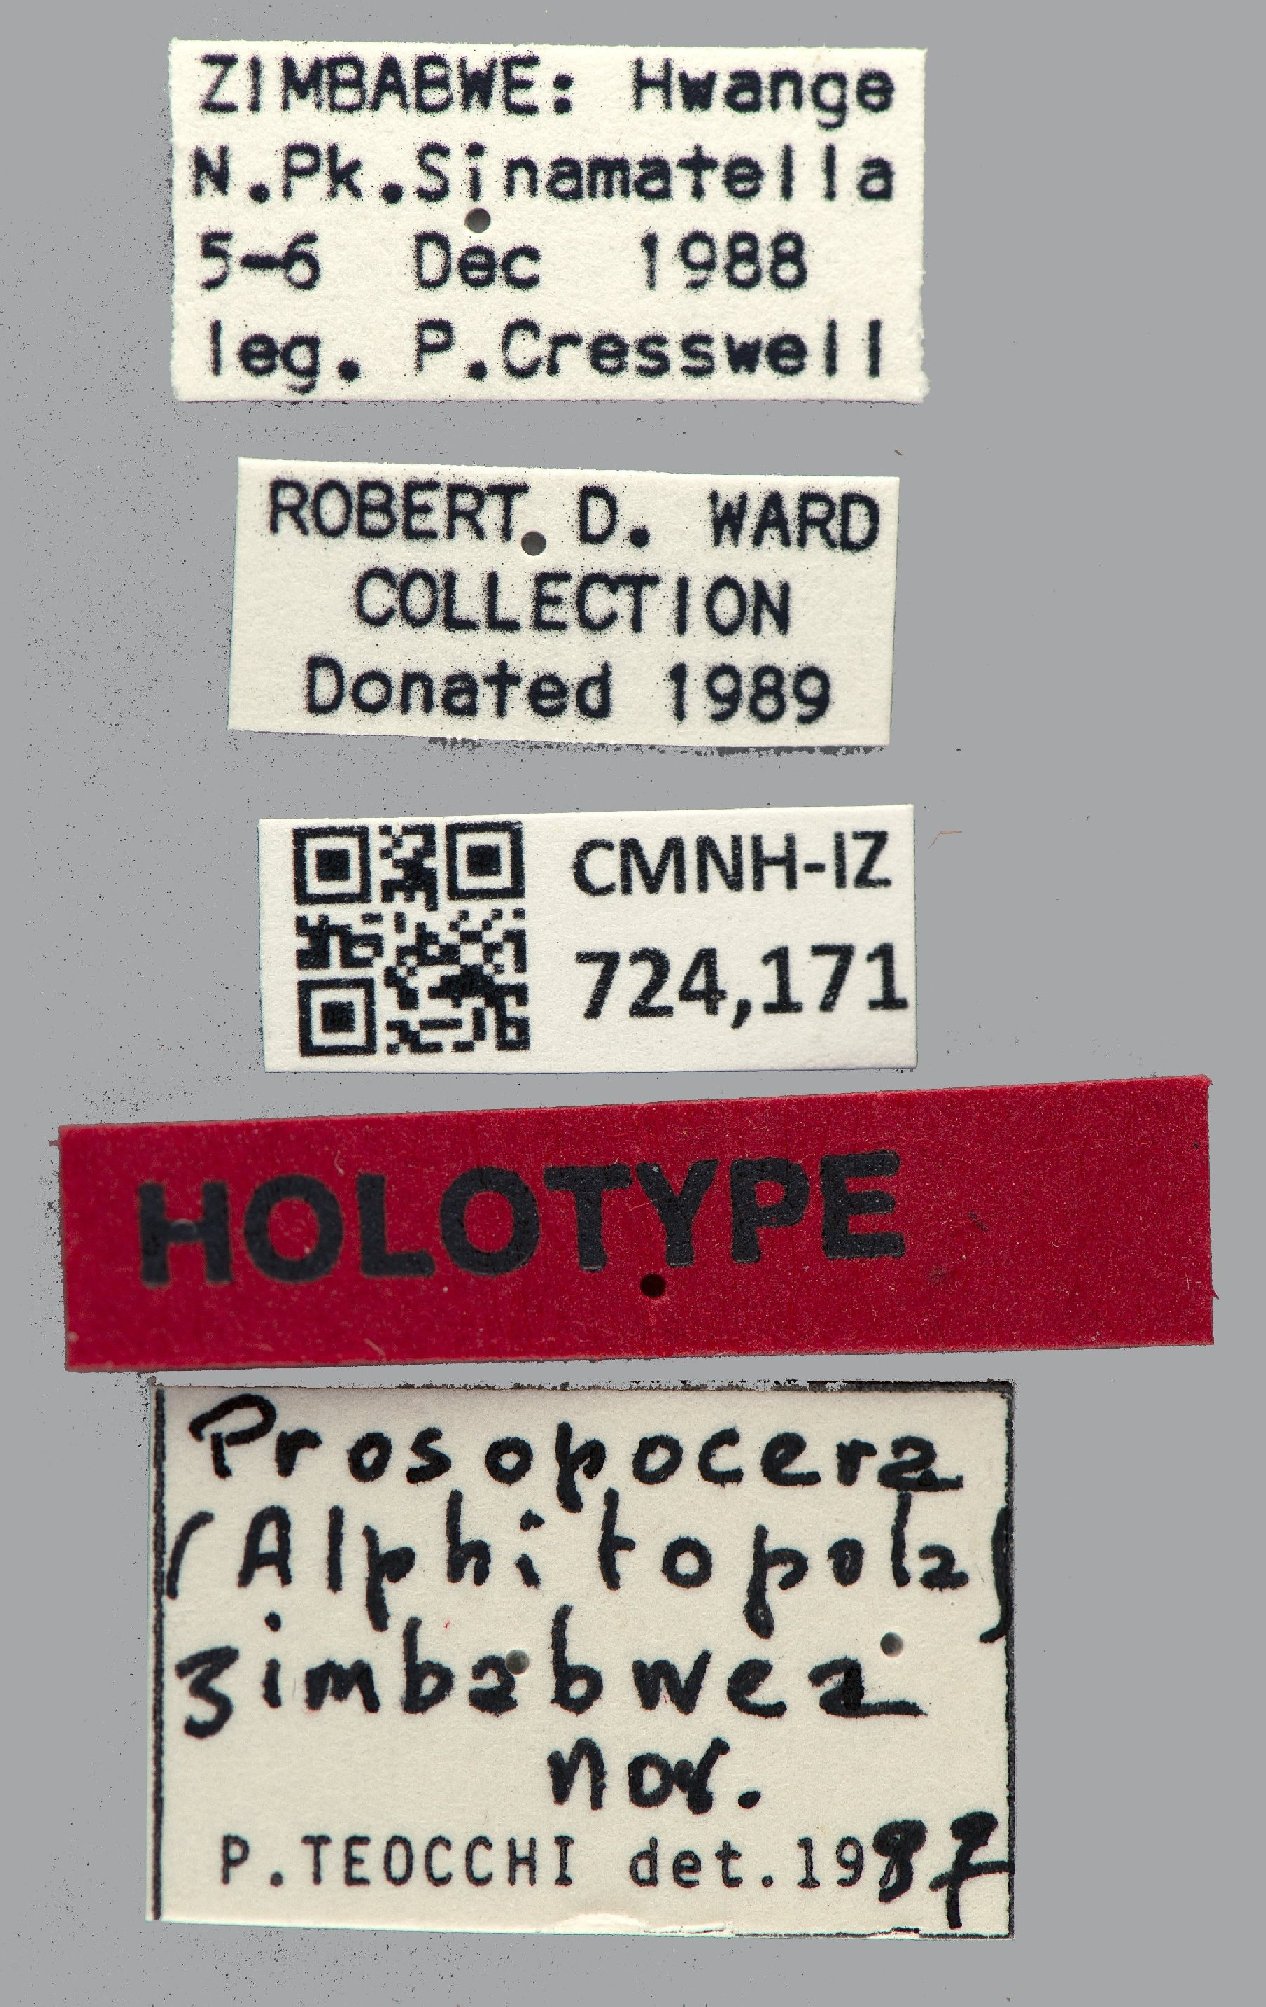 ZIMBABWE: Hwange
N.Pk.Sinamatella
5-6 Dec 1988
leg. P.Cresswell
ROBERT D. WARD
COLLECTION
Donated 1989
CMNH-IZ
724,171
HOLOTYPE
Prosopocera
(Alphitopola)
zimbabwea
nov.
P.TEOCCHI det.1997